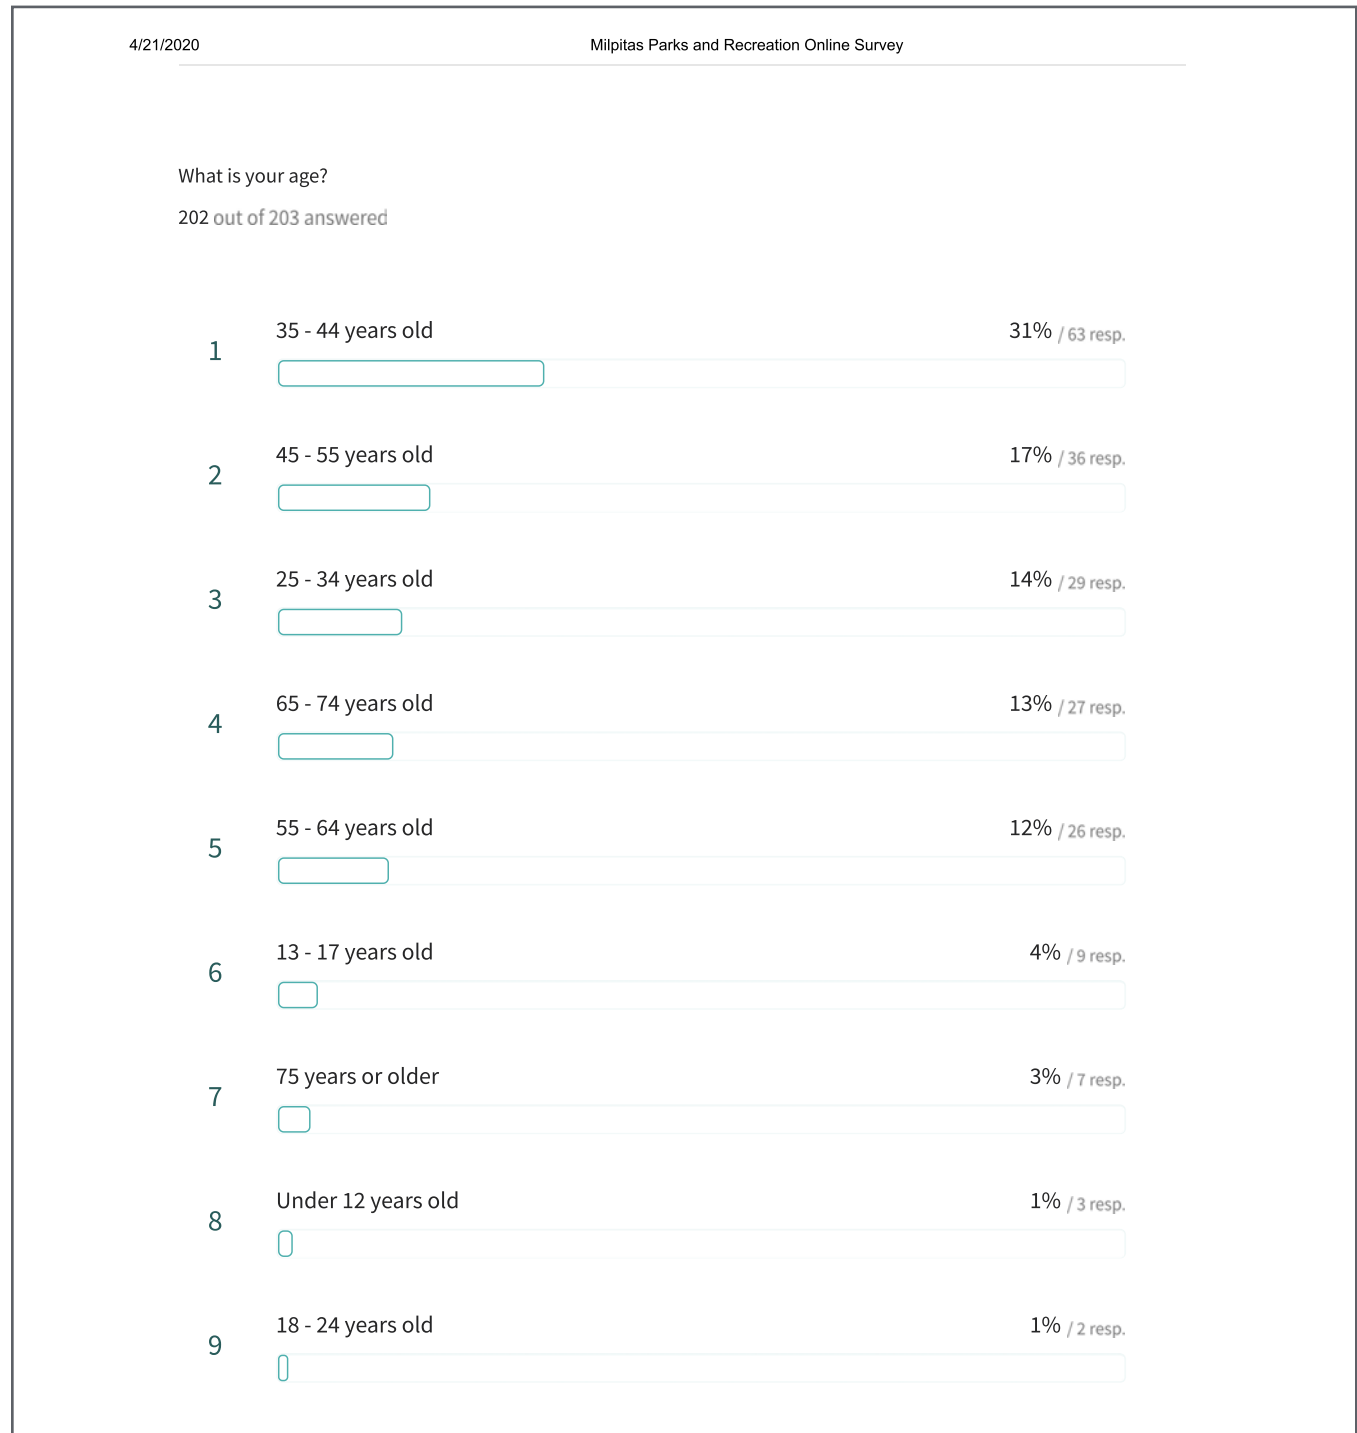 4/21/2020 Milpitas Parks and Recreation Online Survey
What is your age?
202 out of 203 answered
1 35 - 44 years old 31% / 63 resp.
2 45 - 55 years old 17% / 36 resp.
3 25 - 34 years old 14% / 29 resp.
4 65 - 74 years old 13% / 27 resp.
5 55 - 64 years old 12% / 26 resp.
6 13 - 17 years old 4% / 9 resp.
7 75 years or older 3% / 7 resp.
8 Under 12 years old 1% / 3 resp.
9 18 - 24 years old 1% / 2 resp.